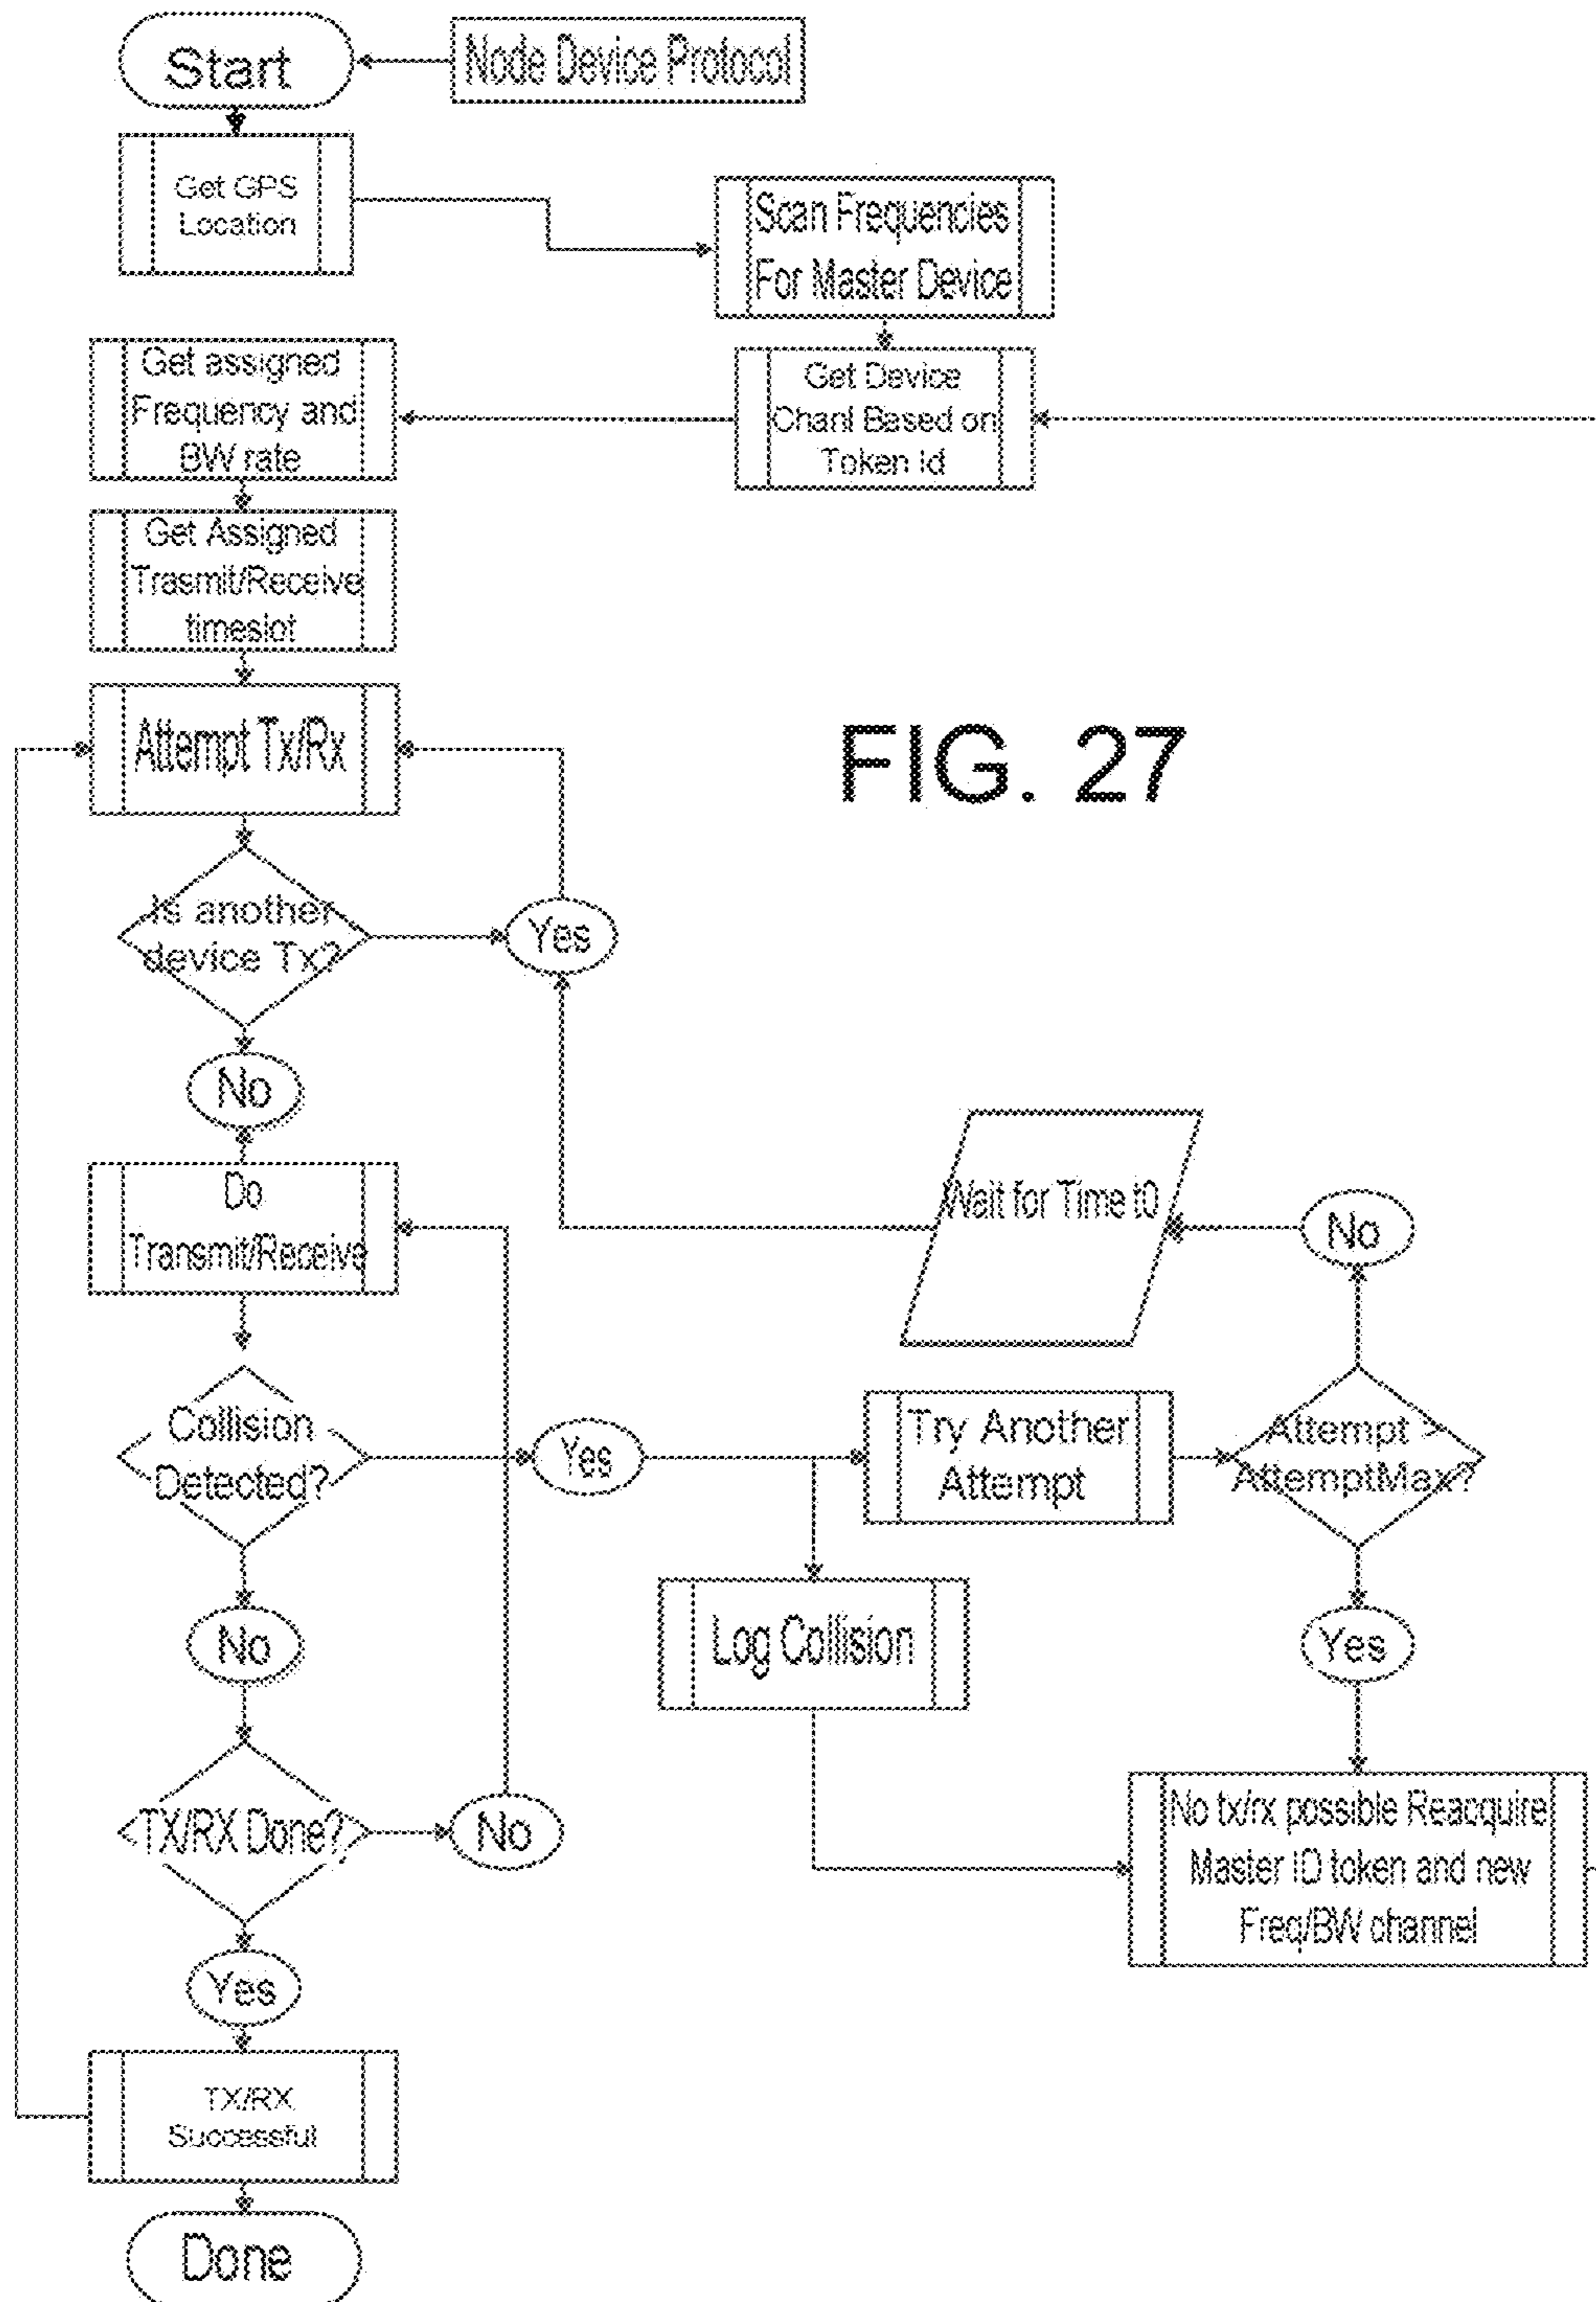 Start
Node Device Protocol
Get GPS
Location
Scan Frequencies
For Master Device
Get assigned
Frequency and
BW rate
Get Device
Chanl Based on
Token id
Get Assigned
Trasmit/Receive
timeslot
Attempt Tx/Rx
FIG. 27
Is another
device Tx?
Yes
No
Do
Transmit/Receive
Wait for Time t0
No
Collision
Detected?
Yes
Try Another
Attempt
Attempt >
AttemptMax?
No
Log Collision
Yes
TX/RX Done?
No
No tx/rx possible Reacquire
Master ID token and new
Freq/BW channel
Yes
TX/RX
Successful
Done